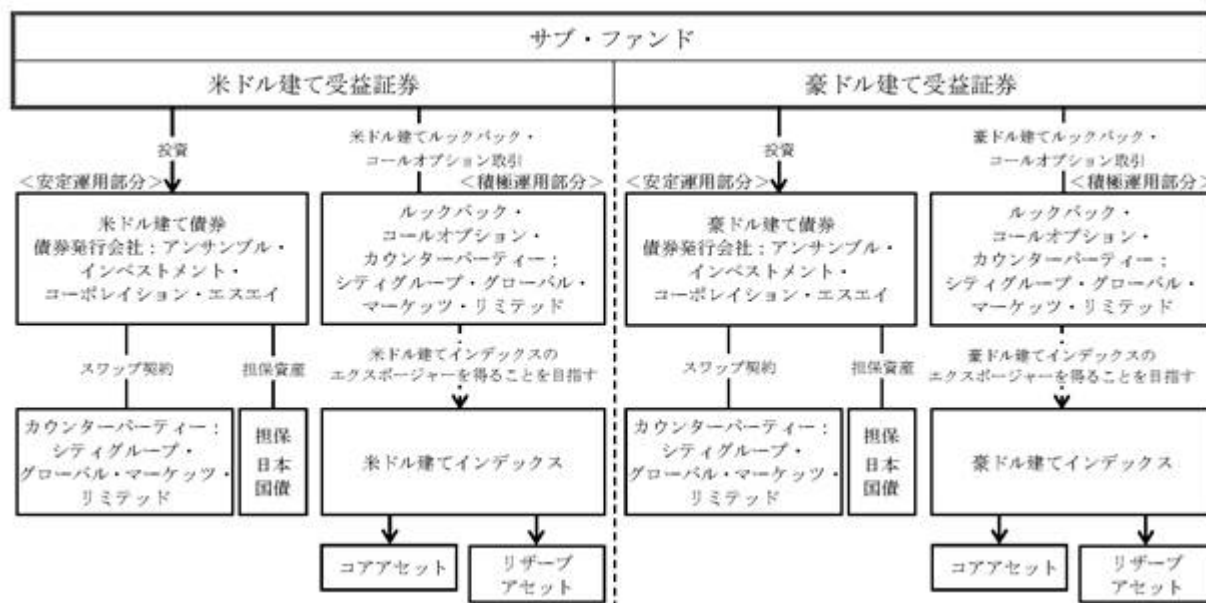 サブ・ファンド
米ドル建て受益証券
豪ドル建て受益証券
投資
米ドル建てルックバック・
コールオプション取引
<安定運用部分>
<積極運用部分>
米ドル建て債券
債券発行会社:アンサンブル・
インベストメント・
コーポレイション・エスエイ
ルックバック・
コールオプション・
カウンターパーティー:
シティグループ・グローバル・
マーケッツ・リミテッド
スワップ契約
担保資産
米ドル建てインデックスの
エクスポージャーを得ることを目指す
カウンターパーティー:
シティグループ・
グローバル・マーケッツ・
リミテッド
担保
日本
国債
米ドル建てインデックス
コアアセット
リザーブ
アセット
投資
豪ドル建てルックバック・
コールオプション取引
<安定運用部分>
<積極運用部分>
豪ドル建て債券
債券発行会社:アンサンブル・
インベストメント・
コーポレイション・エスエイ
ルックバック・
コールオプション・
カウンターパーティー:
シティグループ・グローバル・
マーケッツ・リミテッド
スワップ契約
担保資産
豪ドル建てインデックスの
エクスポージャーを得ることを目指す
カウンターパーティー:
シティグループ・
グローバル・マーケッツ・
リミテッド
担保
日本
国債
豪ドル建てインデックス
コアアセット
リザーブ
アセット